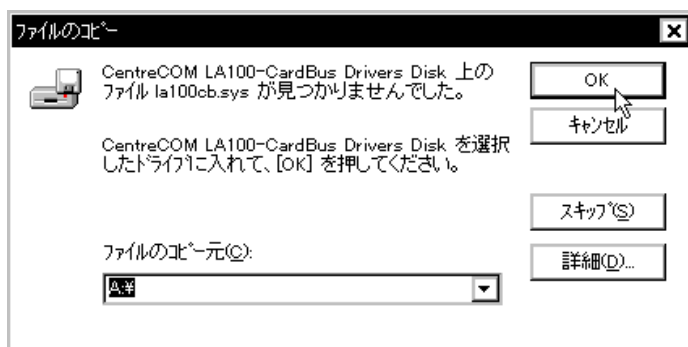 ファイルのコピー
CentreCOM LA100-CardBus Drivers Disk 上の
ファイル la100cb.sys が見つかりませんでした。
CentreCOM LA100-CardBus Drivers Disk を選択
したドライブに入れて、[OK] を押してください。
ファイルのコピー元(C):
A:¥
OK
キャンセル
スキップ(S)
詳細(D)...